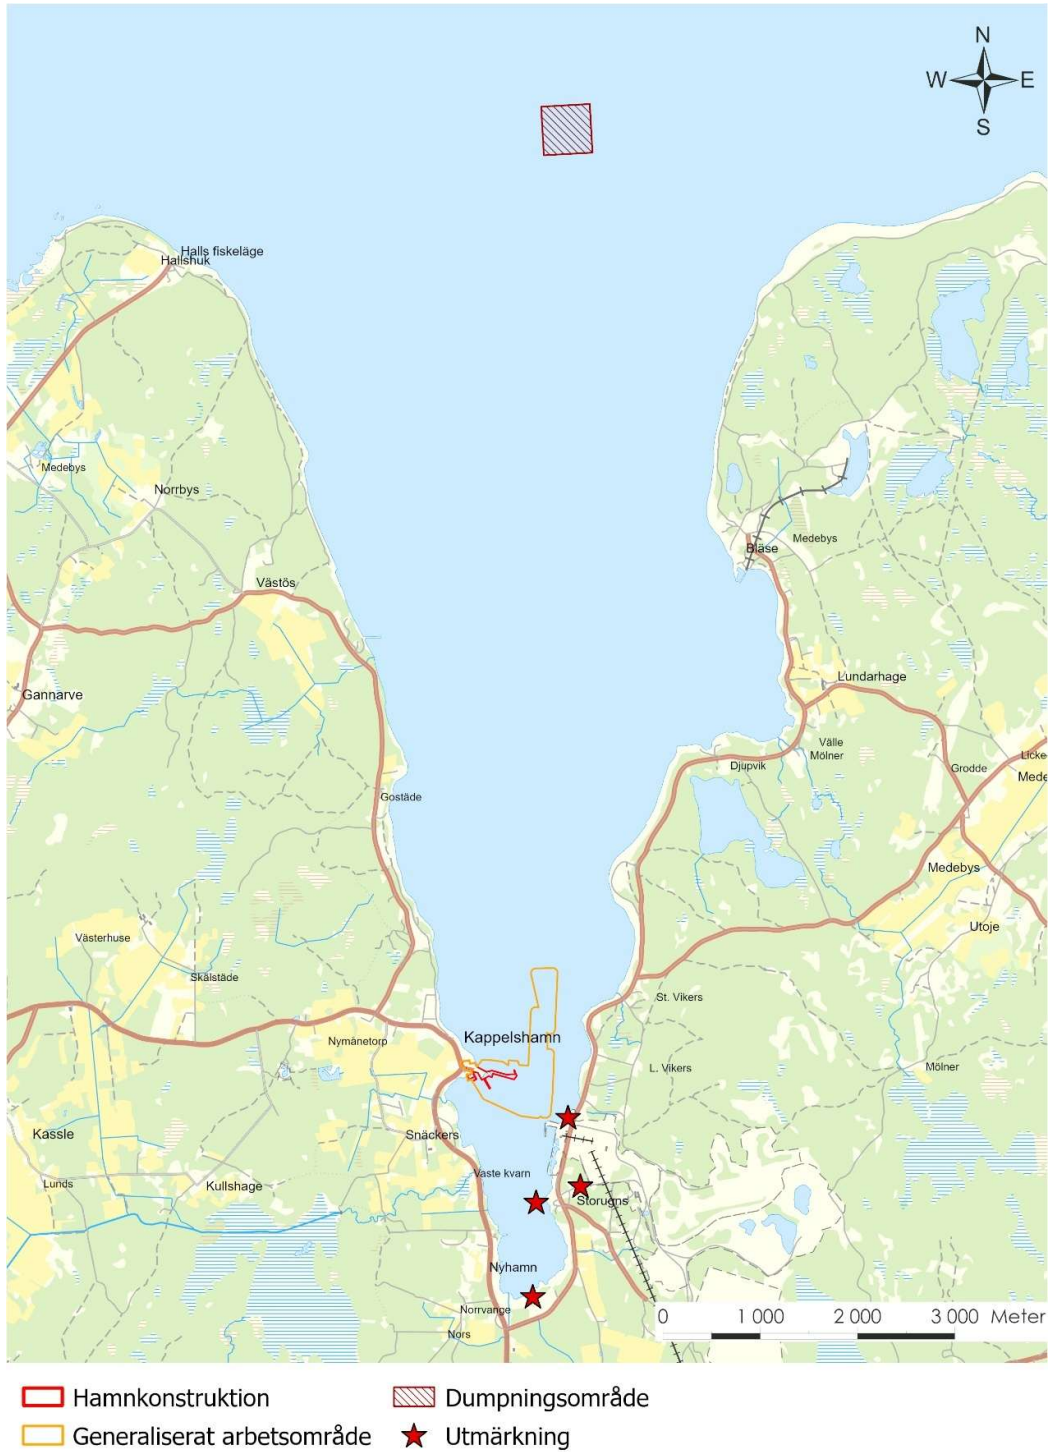 N
W E
S
Halls fiskeläge
Hallshuk
Medebys
Norrbys
Medebys
Bläse
Västös
Lundarhage
Gannarve
Välle
Mölner
Licke
Djupvik
Grodde
Mede
Gostäde
Medebys
Västerhuse
Utoje
Skälstäde
St. Vikers
Kappelshamn
Nymånetorp
L. Vikers
Mölner
Kassle
Snäckers
Vaste kvarn
Lunds
Kullshage
Storugns
Nyhamn
Norrvange
Nors
0 1 000 2 000 3 000 Meter
Hamnkonstruktion
Dumpningsområde
Generaliserat arbetsområde
Utmärkning